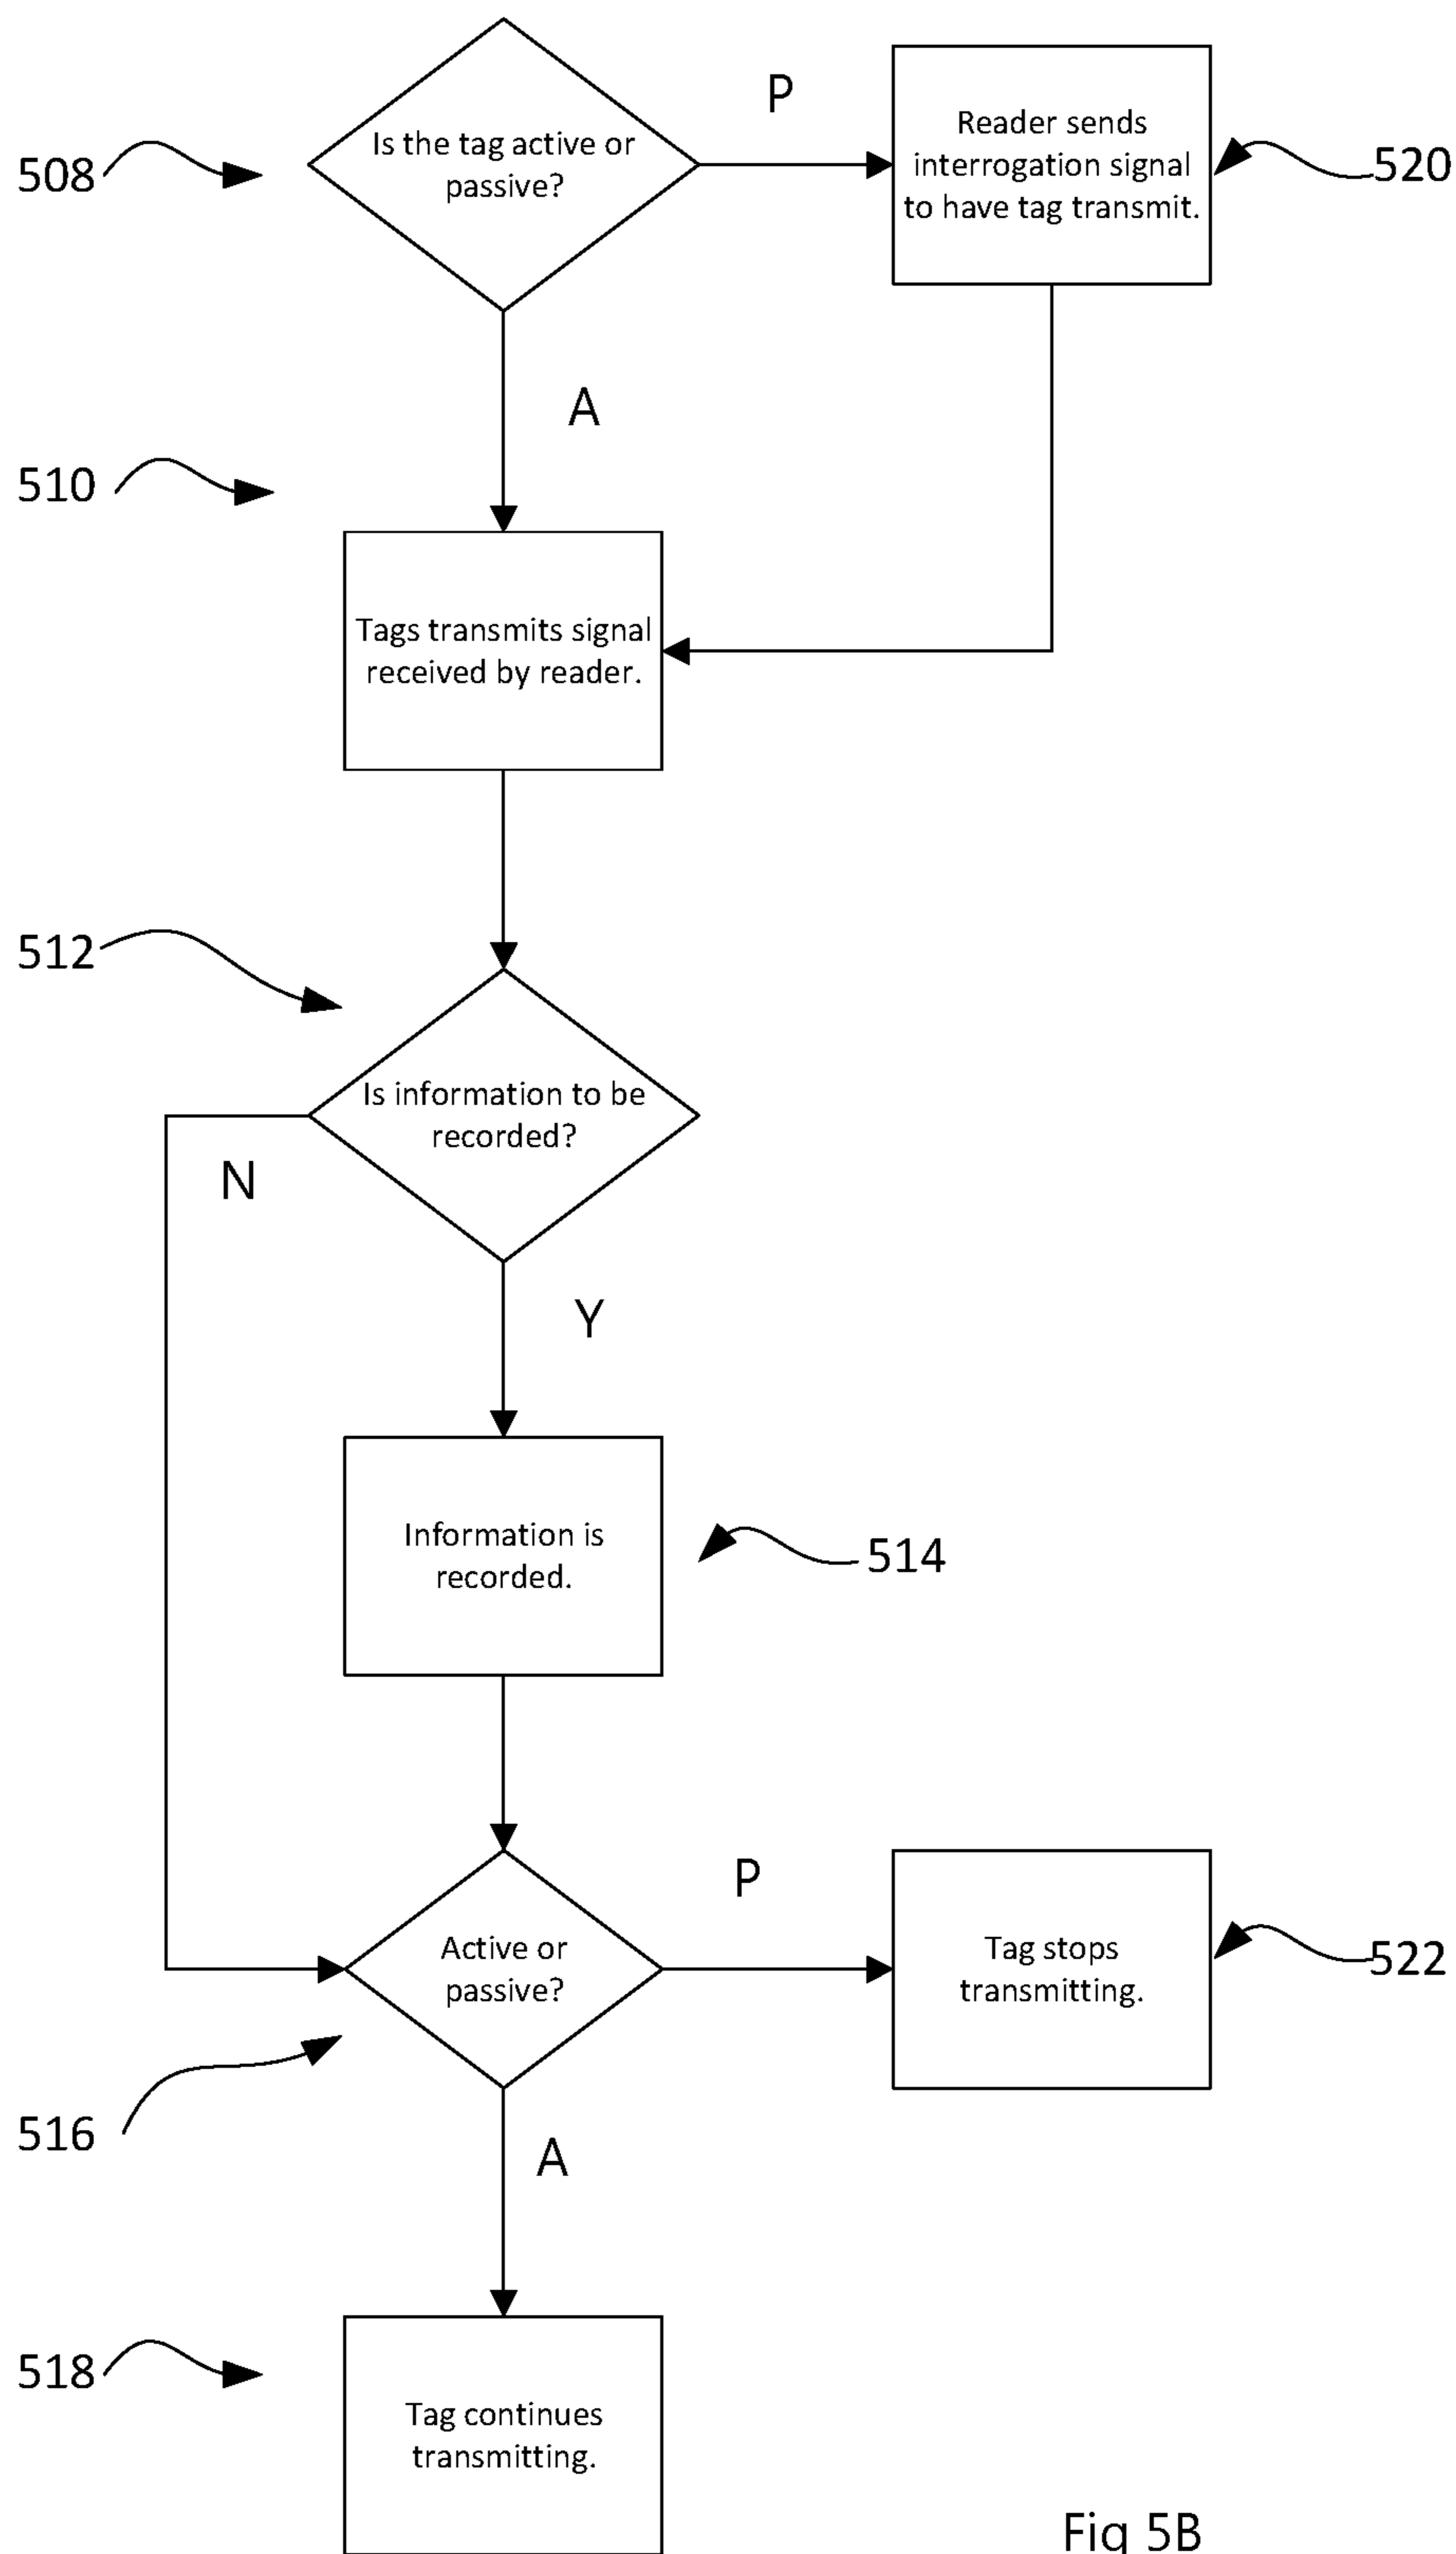 P
Is the tag active or
passive?
Reader sends
interrogation signal
to have tag transmit.
508
520
A
510
Tags transmits signal
received by reader.
512
Is information to be
recorded?
N
Y
Information is
recorded.
514
P
Active or
passive?
Tag stops
transmitting.
522
516
A
518
Tag continues
transmitting.
Fig 5B